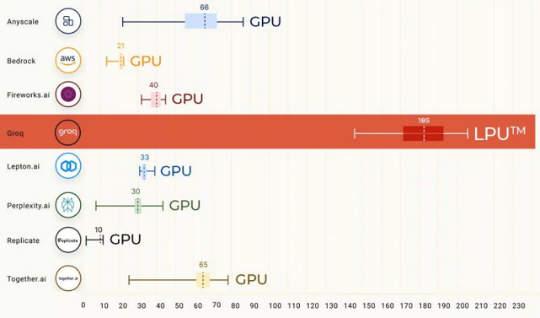 66
Anyscale GPU
21
Bedrock aws GPU
40
Fireworks.ai GPU
185
Groq groq LPU™
33
Lepton.ai GPU
30
Perplexity.ai GPU
10
Replicate Replicate GPU
65
Together.ai together.ai GPU
0 10 20 30 40 50 60 70 80 90 100 110 120 130 140 150 160 170 180 190 200 210 220 230